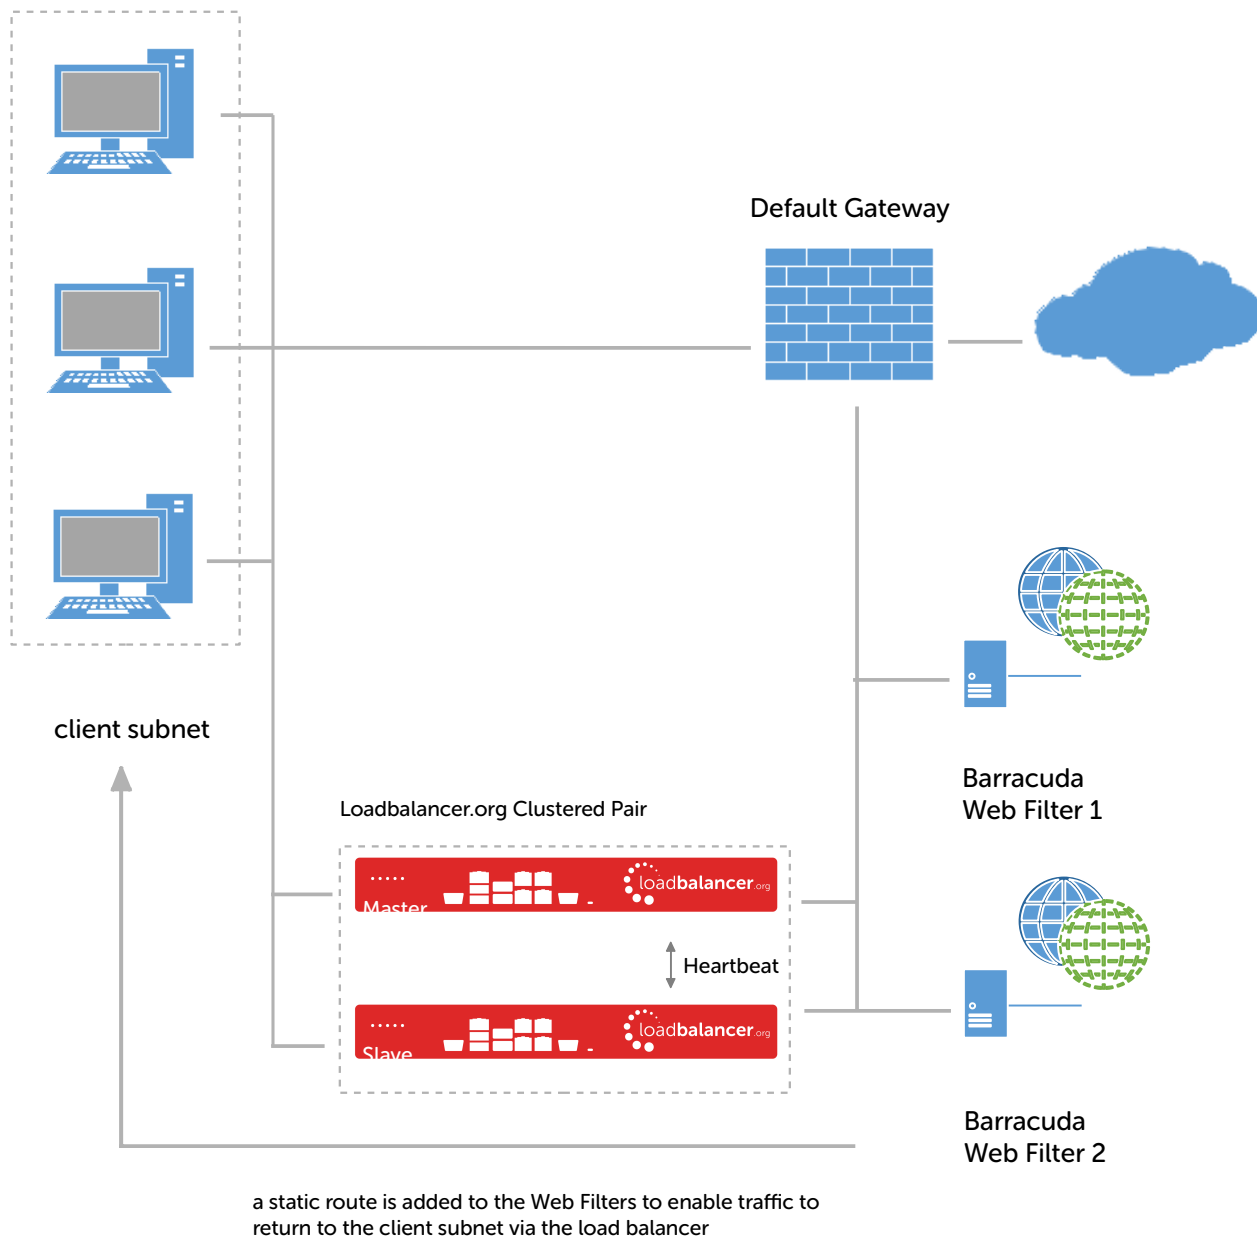 Default Gateway
client subnet
Barracuda
Web Filter 1
Loadbalancer.org Clustered Pair
Master
loadbalancer.org
Heartbeat
Slave
loadbalancer.org
Barracuda
Web Filter 2
a static route is added to the Web Filters to enable traffic to
return to the client subnet via the load balancer